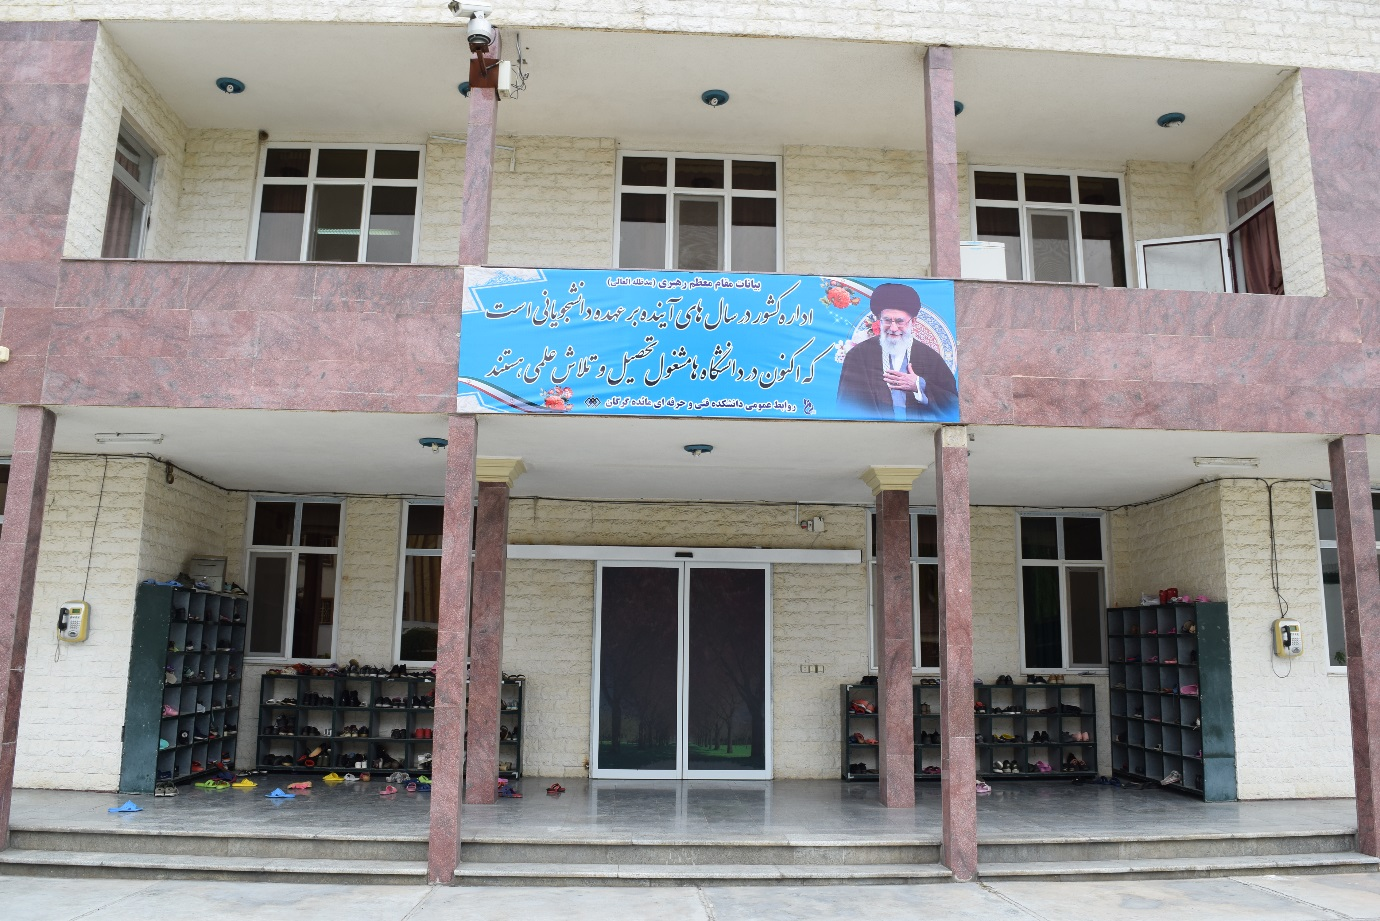 بیانات مقام معظم رهبری (مدظله العالی)
اداره کشور در سال های آینده بر عهده دانشجویانی است
که اکنون در دانشگاه ها مشغول تحصیل و تلاش علمی هستند
روابط عمومی دانشکده فنی و حرفه ای مائده گرگان